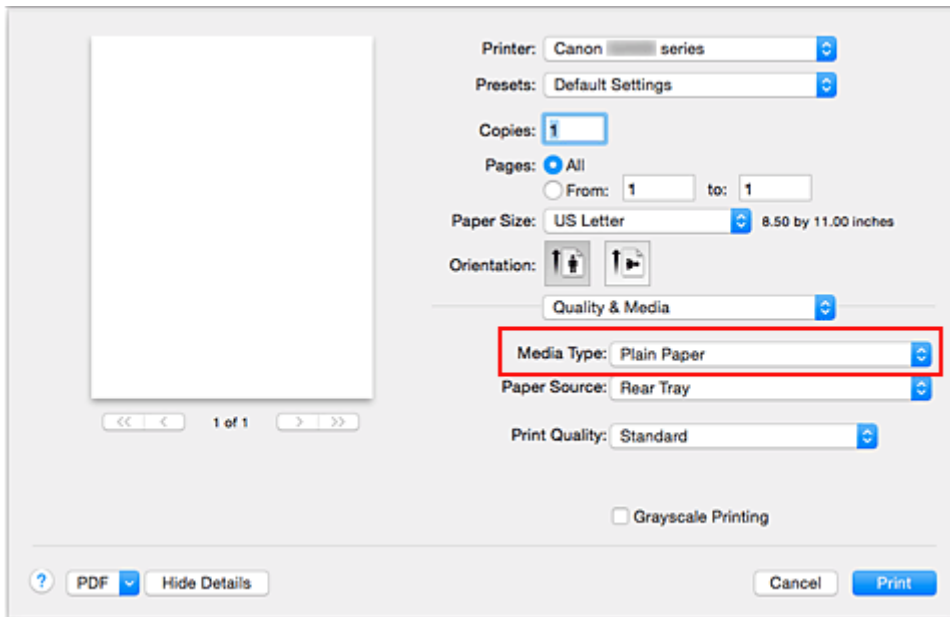 Printer: Canon series
Presets: Default Settings
Copies: 1
Pages: All
From: 1 to: 1
Paper Size: US Letter 8.50 by 11.00 inches
Orientation:
Quality & Media
Media Type: Plain Paper
Paper Source: Rear Tray
1 of 1
Print Quality: Standard
Grayscale Printing
? PDF Hide Details Cancel Print